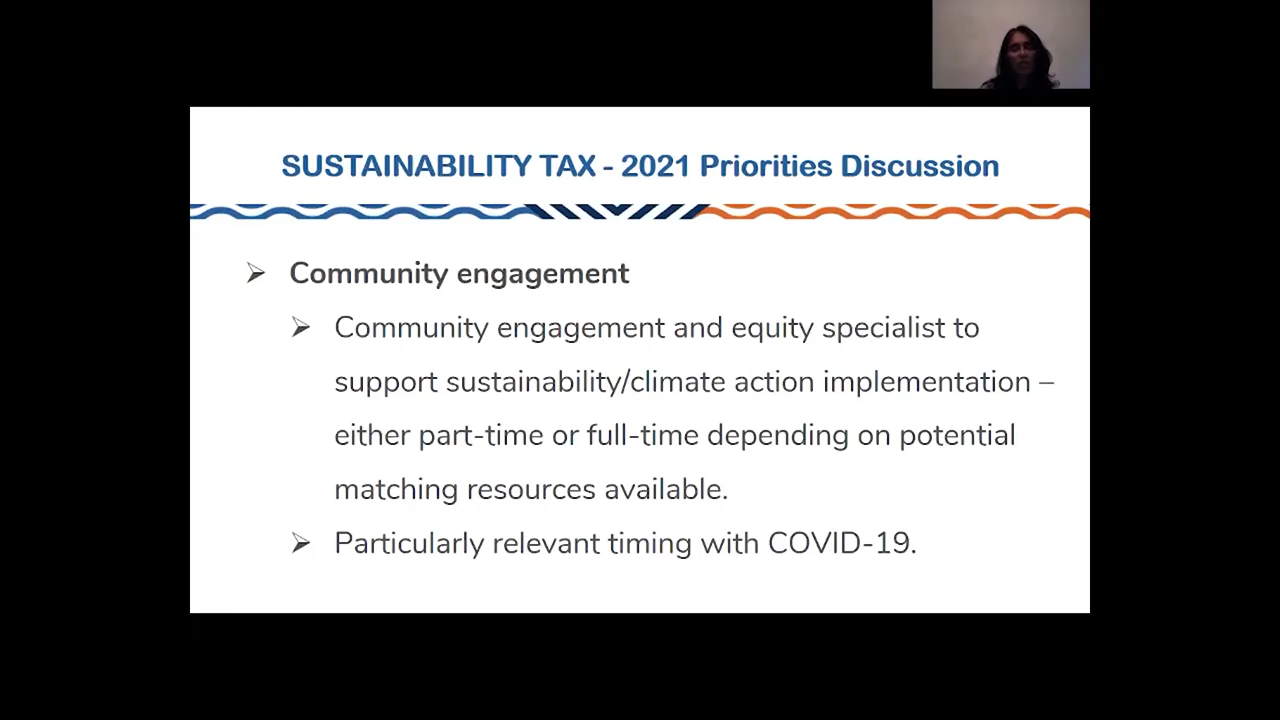 SUSTAINABILITY TAX - 2021 Priorities Discussion
➢ Community engagement
➢ Community engagement and equity specialist to
support sustainability/climate action implementation –
either part-time or full-time depending on potential
matching resources available.
➢ Particularly relevant timing with COVID-19.